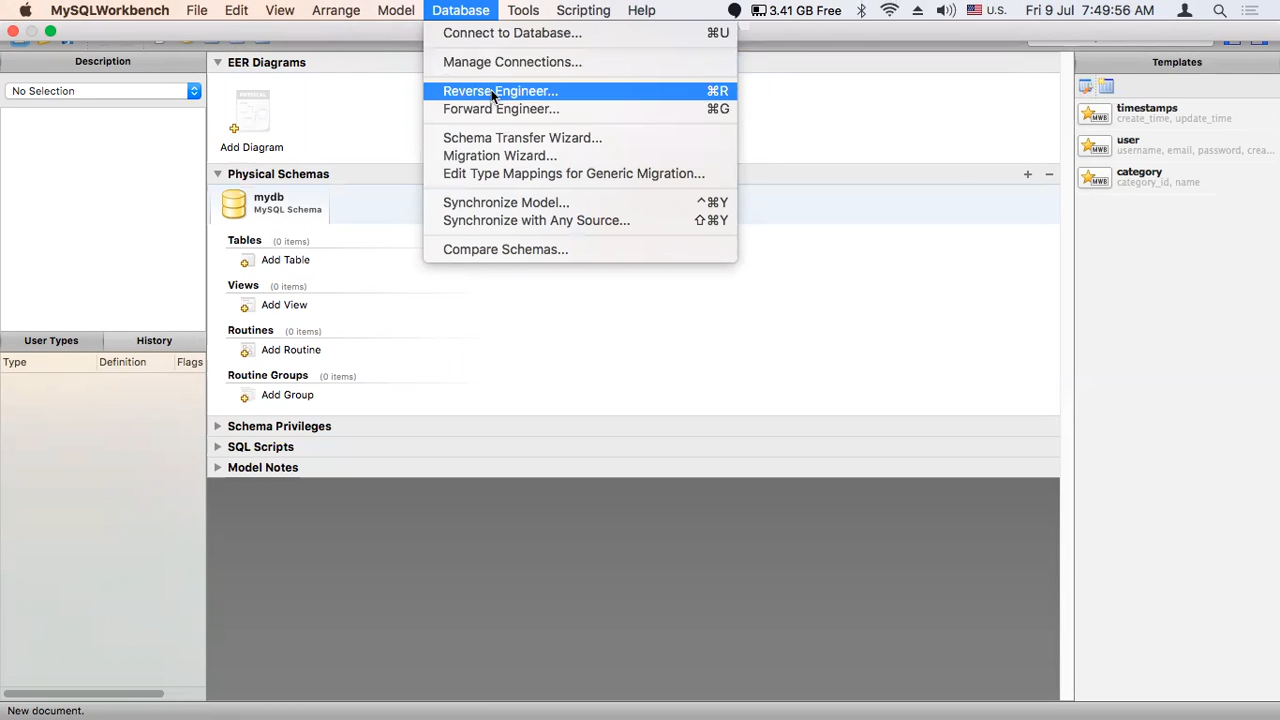 MySQLWorkbench File Edit View Arrange Model Database Tools Scripting Help 3.41 GB Free U.S. Fri 9 Jul 7:49:56 AM
Connect to Database... ⌘U
Manage Connections...
Reverse Engineer... ⌘R
Forward Engineer... ⌘G
Schema Transfer Wizard...
Migration Wizard...
Edit Type Mappings for Generic Migration...
Synchronize Model... ^⌘Y
Synchronize with Any Source... ⇧⌘Y
Compare Schemas...
Description
No Selection
User Types History
Type Definition Flags
EER Diagrams
PHYSICAL
Add Diagram
Physical Schemas + −
mydb
MySQL Schema
Tables (0 items)
Add Table
Views (0 items)
Add View
Routines (0 items)
Add Routine
Routine Groups (0 items)
Add Group
Schema Privileges
SQL Scripts
Model Notes
Templates
MWB
timestamps
create_time, update_time
MWB
user
username, email, password, crea...
MWB
category
category_id, name
New document.